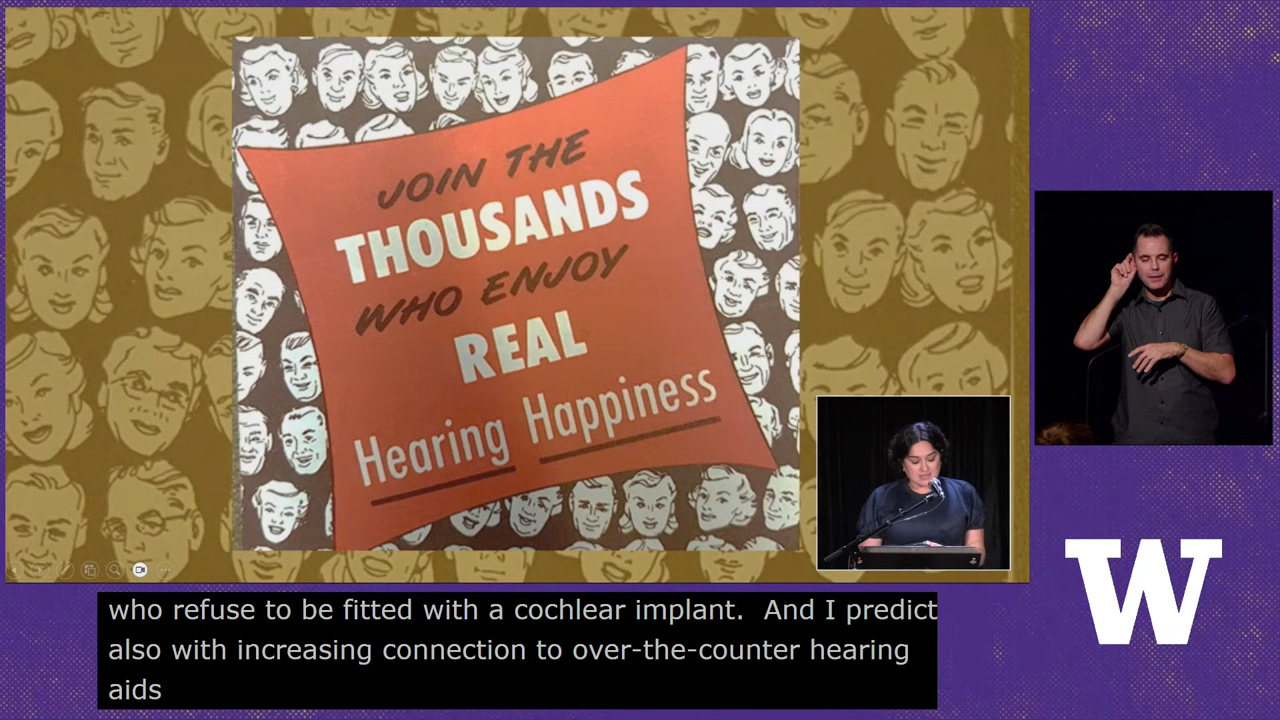 JOIN THE
THOUSANDS
WHO ENJOY
REAL
Hearing Happiness
W
who refuse to be fitted with a cochlear implant.  And I predict
also with increasing connection to over-the-counter hearing
aids